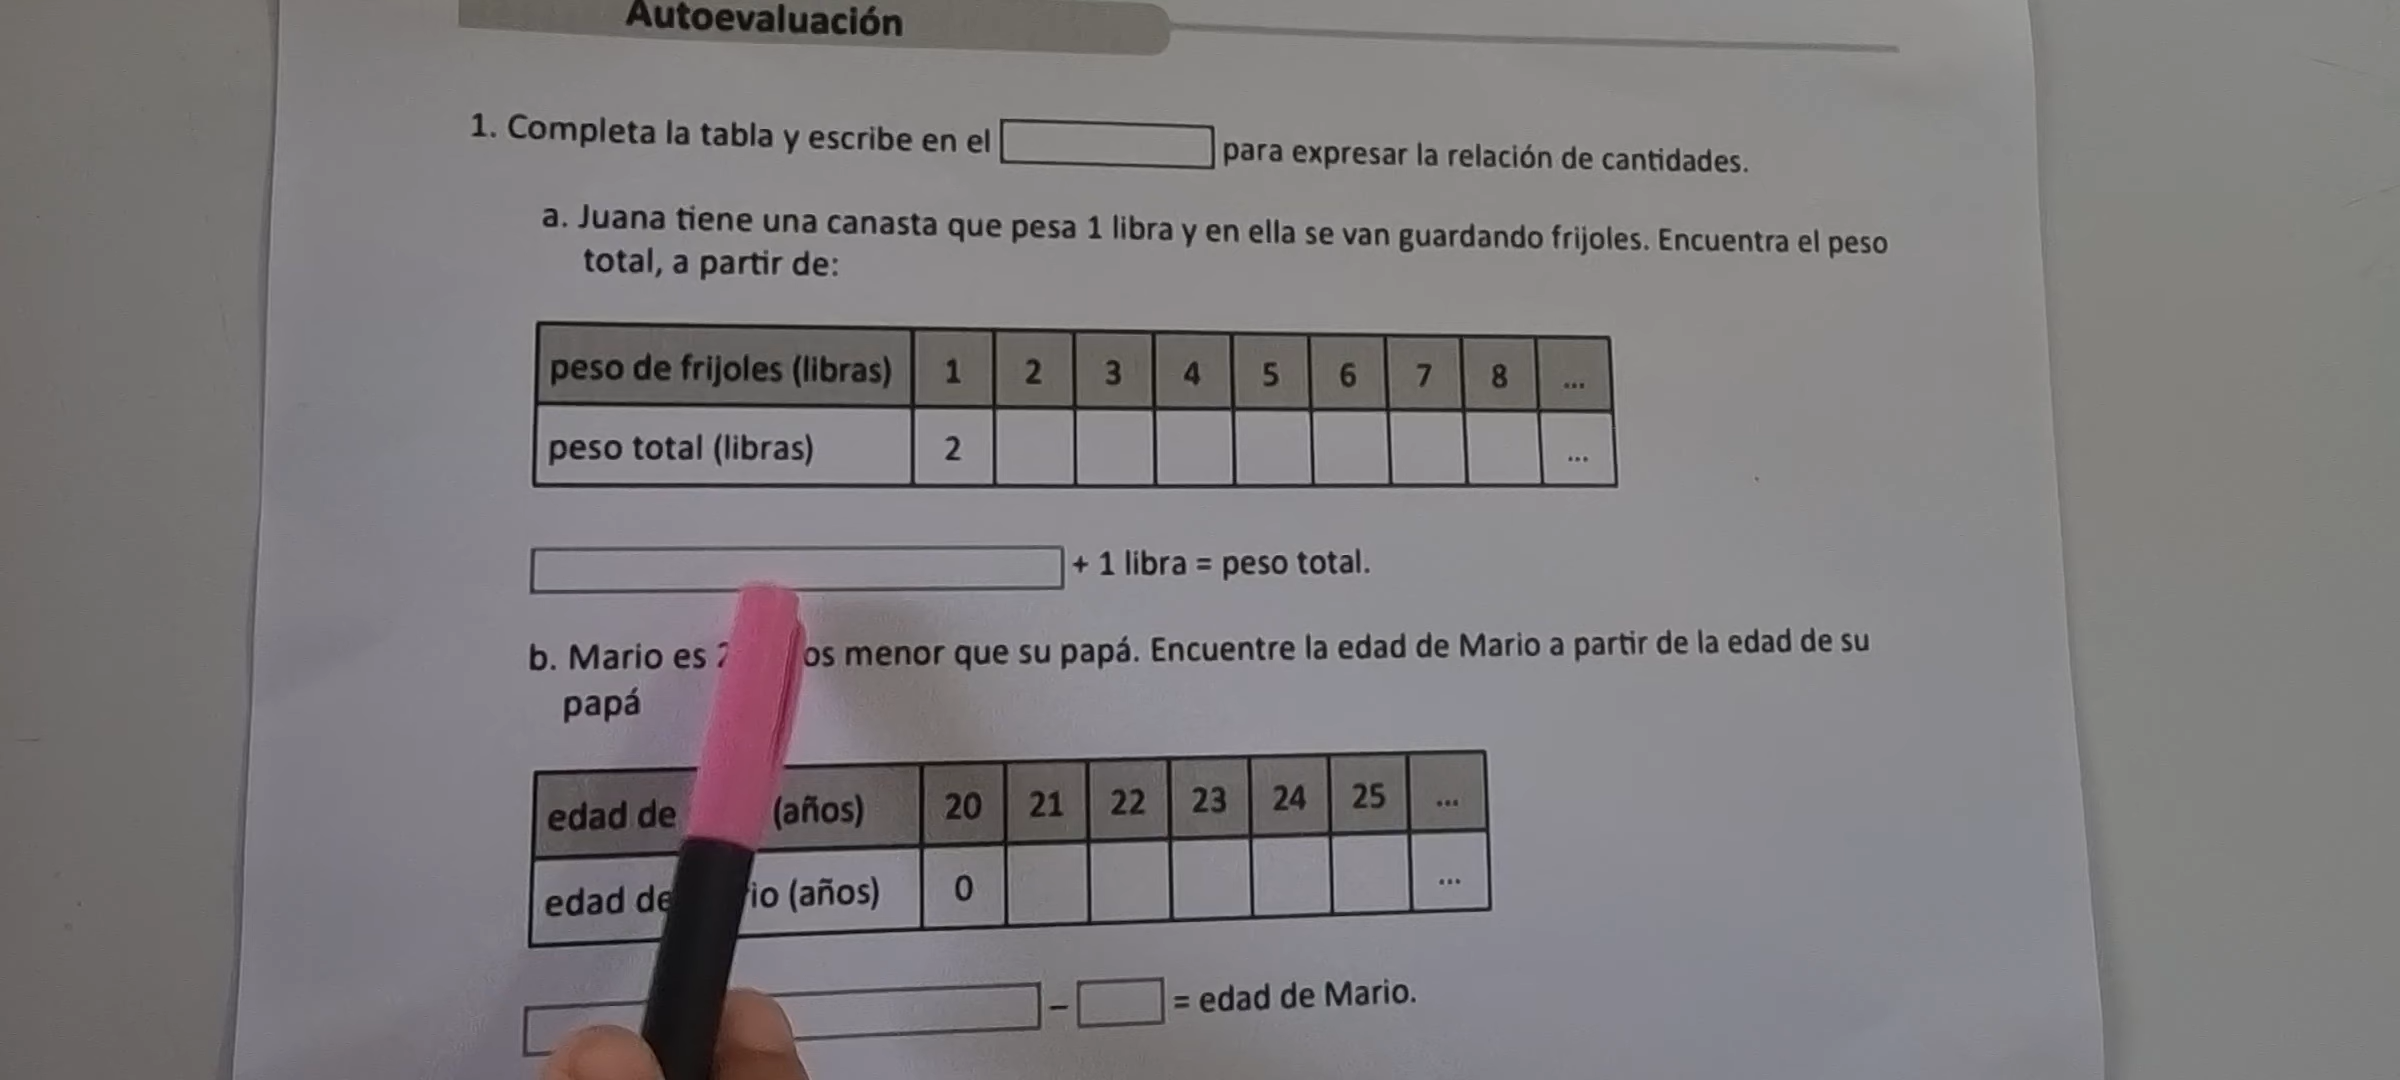 Autoevaluación
1. Completa la tabla y escribe en el para expresar la relación de cantidades.
a. Juana tiene una canasta que pesa 1 libra y en ella se van guardando frijoles. Encuentra el peso
total, a partir de:
peso de frijoles (libras) 1 2 3 4 5 6 7 8 ...
peso total (libras) 2 ...
+ 1 libra = peso total.
b. Mario es menor que su papá. Encuentre la edad de Mario a partir de la edad de su
papá
edad de (años) 20 21 22 23 24 25 ...
edad de (años) 0 ...
– = edad de Mario.